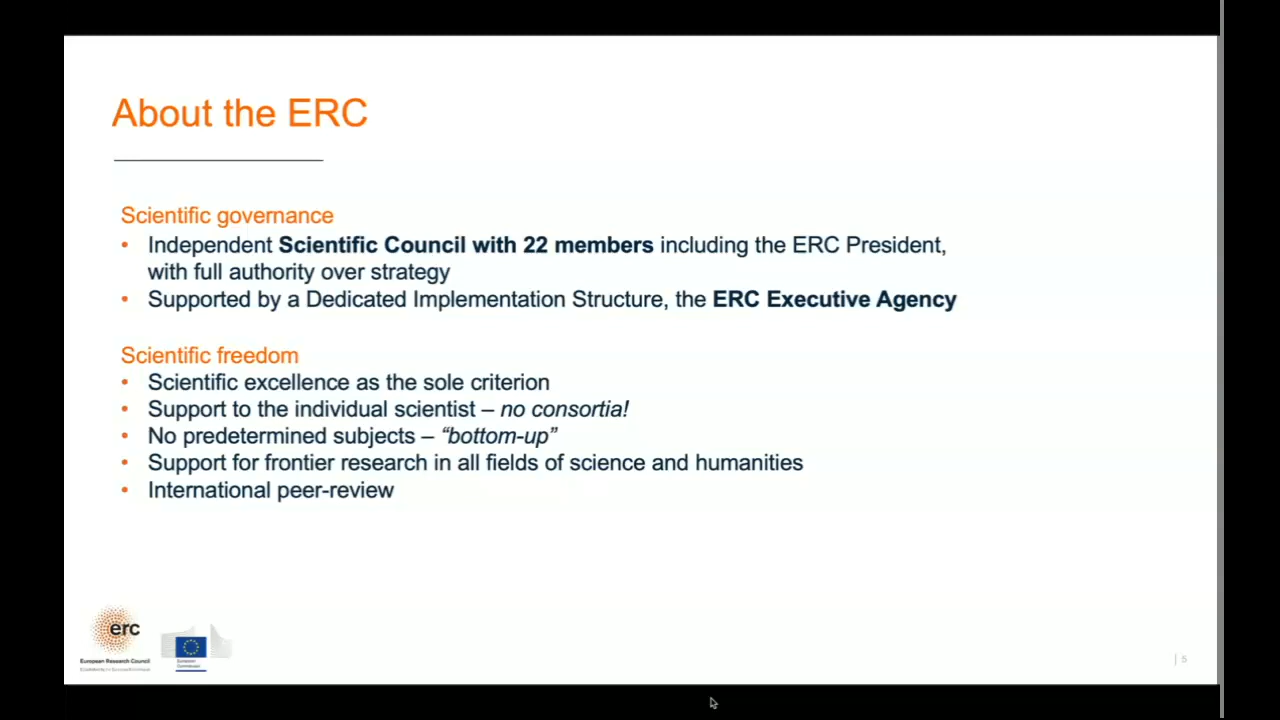 About the ERC
Scientific governance
• Independent Scientific Council with 22 members including the ERC President,
with full authority over strategy
• Supported by a Dedicated Implementation Structure, the ERC Executive Agency
Scientific freedom
• Scientific excellence as the sole criterion
• Support to the individual scientist – no consortia!
• No predetermined subjects – “bottom-up”
• Support for frontier research in all fields of science and humanities
• International peer-review
erc
European Research Council
European
Commission
| 5